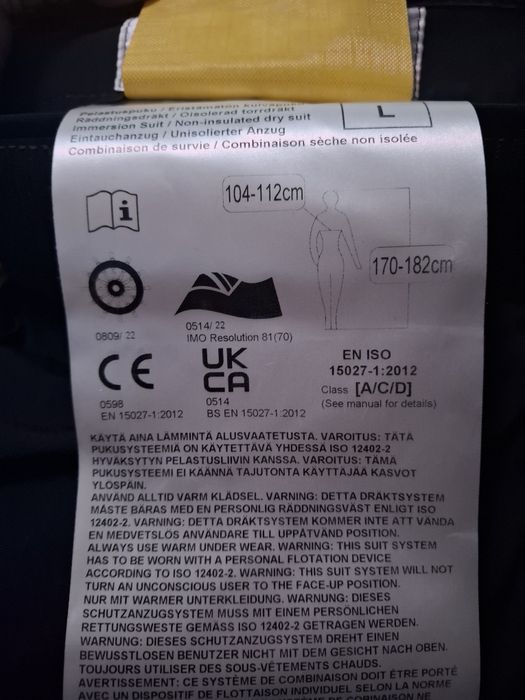 Pelastuspuku / Eristämätön kuivapuku
Räddningsdräkt / Oisolerad torrdräkt
Immersion Suit / Non-insulated dry suit
Eintauchanzug / Unisolierter Anzug
Combinaison de survie / Combinaison sèche non isolée
L
i
104-112cm
170-182cm
0809/ 22
0514/ 22
IMO Resolution 81(70)
CE
0598
EN 15027-1:2012
UK
CA
0514
BS EN 15027-1:2012
EN ISO
15027-1:2012
Class [A/C/D]
(See manual for details)
KÄYTÄ AINA LÄMMINTÄ ALUSVAATETUSTA. VAROITUS: TÄTÄ
PUKUSYSTEEMIÄ ON KÄYTETTÄVÄ YHDESSÄ ISO 12402-2
HYVÄKSYTYN PELASTUSLIIVIN KANSSA. VAROITUS: TÄMÄ
PUKUSYSTEEMI EI KÄÄNNÄ TAJUTONTA KÄYTTÄJÄÄ KASVOT
YLOSPÄIN.
ANVÄND ALLTID VARM KLÄDSEL. VARNING: DETTA DRÄKTSYSTEM
MÅSTE BÄRAS MED EN PERSONLIG RÄDDNINGSVÄST ENLIGT ISO
12402-2. VARNING: DETTA DRÄKTSYSTEM KOMMER INTE ATT VÄNDA
EN MEDVETSLÖS ANVÄNDARE TILL UPPÅTVÄND POSITION.
ALWAYS USE WARM UNDER WEAR. WARNING: THIS SUIT SYSTEM
HAS TO BE WORN WITH A PERSONAL FLOTATION DEVICE
ACCORDING TO ISO 12402-2. WARNING: THIS SUIT SYSTEM WILL NOT
TURN AN UNCONSCIOUS USER TO THE FACE-UP POSITION.
NUR MIT WARMER UNTERKLEIDUNG. WARNUNG: DIESES
SCHUTZANZUGSYSTEM MUSS MIT EINEM PERSÖNLICHEN
RETTUNGSWESTE GEMÄSS ISO 12402-2 GETRAGEN WERDEN.
WARNUNG: DIESES SCHUTZANZUGSYSTEM DREHT EINEN
BEWUSSTLOSEN BENUTZER NICHT MIT DEM GESICHT NACH OBEN.
TOUJOURS UTILISER DES SOUS-VÊTEMENTS CHAUDS.
AVERTISSEMENT: CE SYSTÈME DE COMBINAISON DOIT ÊTRE PORTÉ
AVEC UN DISPOSITIF DE FLOTTAISON INDIVIDUEL SELON LA NORME